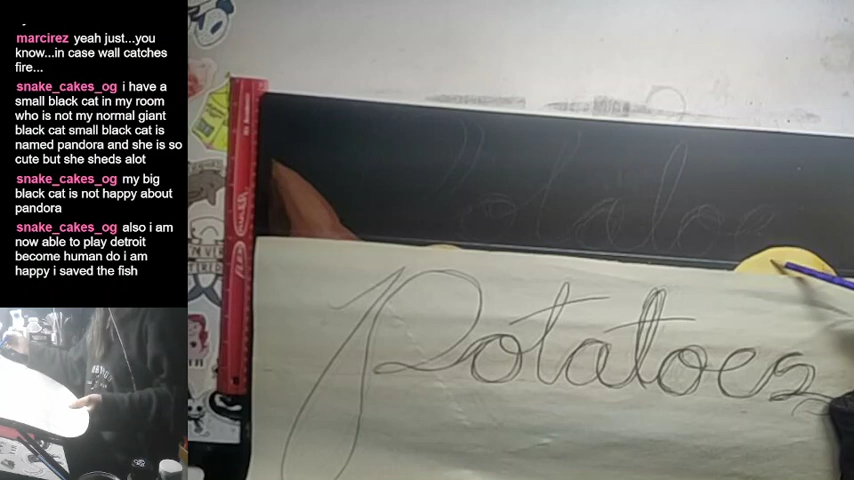 marcirez yeah just...you
know...in case wall catches
fire...
snake_cakes_og i have a
small black cat in my room
who is not my normal giant
black cat small black cat is
named pandora and she is so
cute but she sheds alot
snake_cakes_og my big
black cat is not happy about
pandora
snake_cakes_og also i am
now able to play detroit
become human do i am
happy i saved the fish
Potatoes
Potatoes